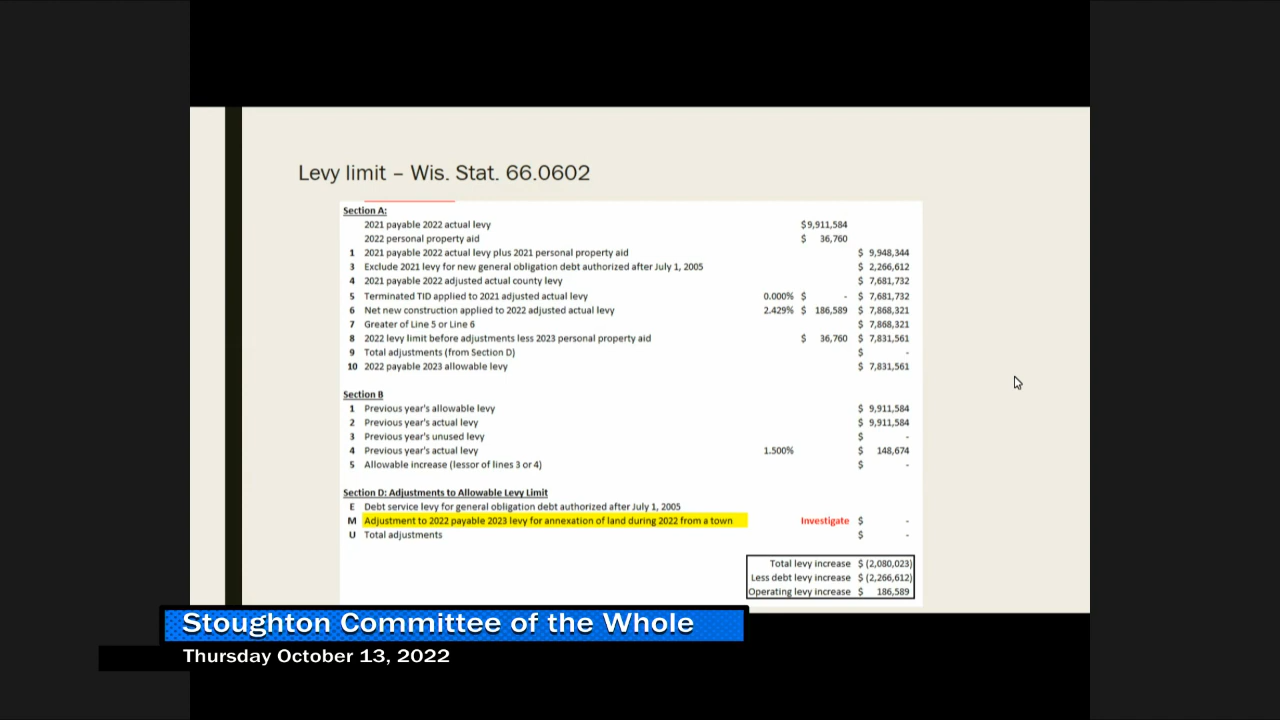 Levy limit – Wis. Stat. 66.0602
Section A:
2021 payable 2022 actual levy $9,911,584
2022 personal property aid $ 36,760
1 2021 payable 2022 actual levy plus 2021 personal property aid $ 9,948,344
3 Exclude 2021 levy for new general obligation debt authorized after July 1, 2005 $ 2,266,612
4 2021 payable 2022 adjusted actual county levy $ 7,681,732
5 Terminated TID applied to 2021 adjusted actual levy 0.000% $ - $ 7,681,732
6 Net new construction applied to 2022 adjusted actual levy 2.429% $ 186,589 $ 7,868,321
7 Greater of Line 5 or Line 6 $ 7,868,321
8 2022 levy limit before adjustments less 2023 personal property aid $ 36,760 $ 7,831,561
9 Total adjustments (from Section D) $ -
10 2022 payable 2023 allowable levy $ 7,831,561
Section B
1 Previous year's allowable levy $ 9,911,584
2 Previous year's actual levy $ 9,911,584
3 Previous year's unused levy $ -
4 Previous year's actual levy 1.500% $ 148,674
5 Allowable increase (lessor of lines 3 or 4) $ -
Section D: Adjustments to Allowable Levy Limit
E Debt service levy for general obligation debt authorized after July 1, 2005
M Adjustment to 2022 payable 2023 levy for annexation of land during 2022 from a town Investigate $ -
U Total adjustments $ -
Total levy increase $ (2,080,023)
Less debt levy increase $ (2,266,612)
Operating levy increase $ 186,589
Stoughton Committee of the Whole
Thursday October 13, 2022